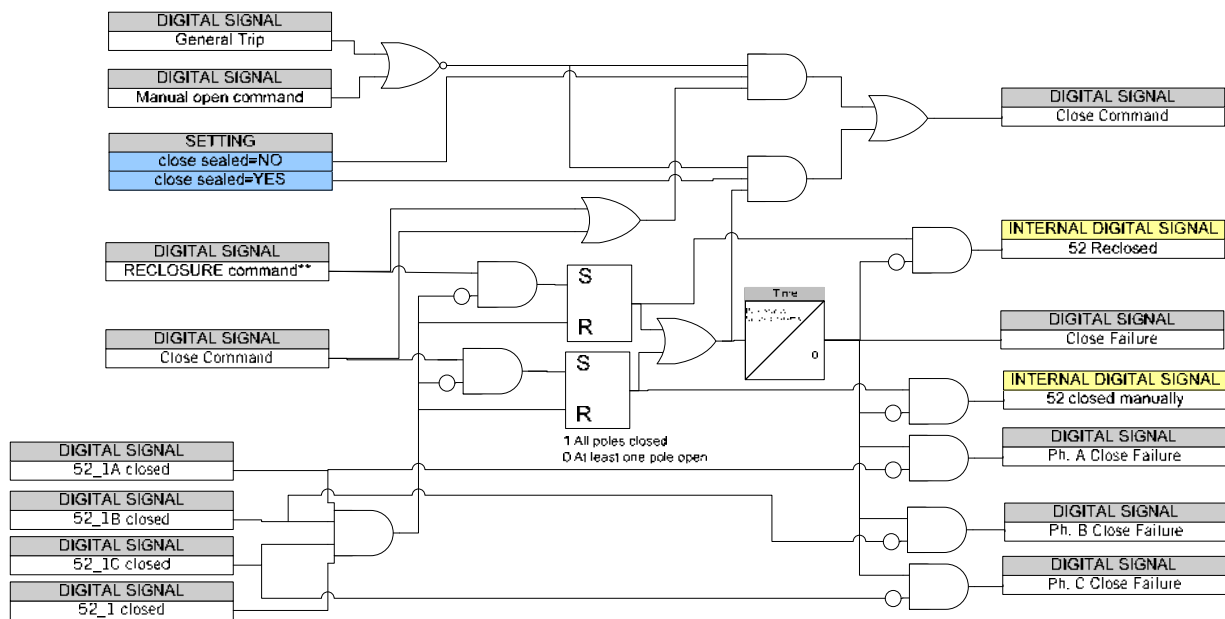 DIGITAL SIGNAL
General Trip
DIGITAL SIGNAL
Manual open command
SETTING
close sealed=NO
close sealed=YES
DIGITAL SIGNAL
RECLOSURE command**
DIGITAL SIGNAL
Close Command
DIGITAL SIGNAL
52_1A closed
DIGITAL SIGNAL
52_1B closed
DIGITAL SIGNAL
52_1C closed
DIGITAL SIGNAL
52_1 closed
S
R
S
R
1 All poles closed
0 At least one pole open
Time
0
DIGITAL SIGNAL
Close Command
INTERNAL DIGITAL SIGNAL
52 Reclosed
DIGITAL SIGNAL
Close Failure
INTERNAL DIGITAL SIGNAL
52 closed manually
DIGITAL SIGNAL
Ph. A Close Failure
DIGITAL SIGNAL
Ph. B Close Failure
DIGITAL SIGNAL
Ph. C Close Failure